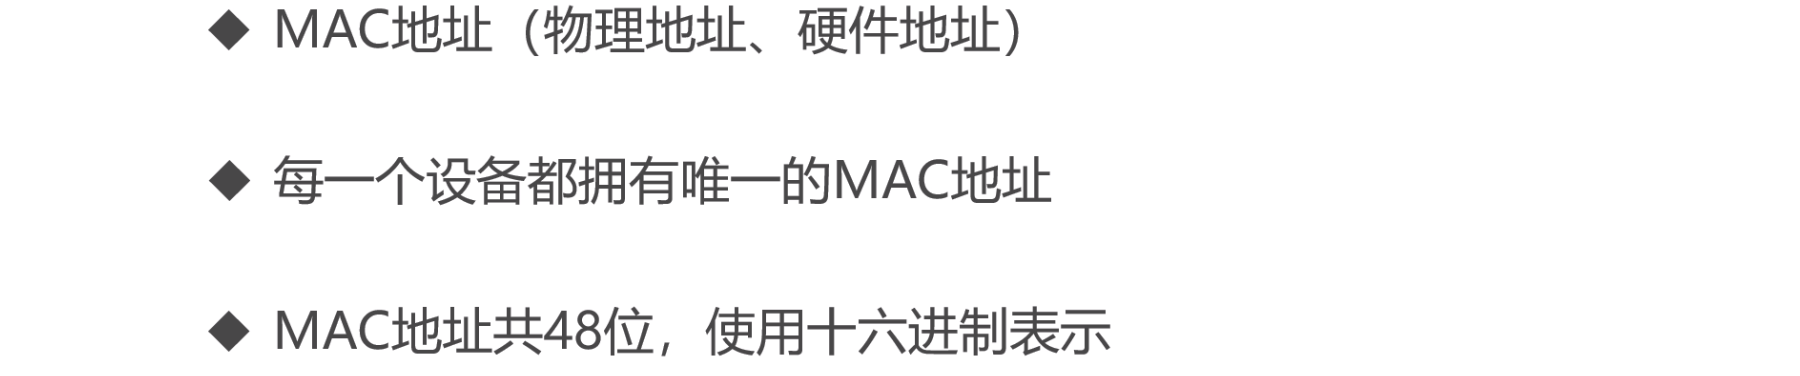 ◆ MAC地址（物理地址、硬件地址）
◆ 每一个设备都拥有唯一的MAC地址
◆ MAC地址共48位，使用十六进制表示